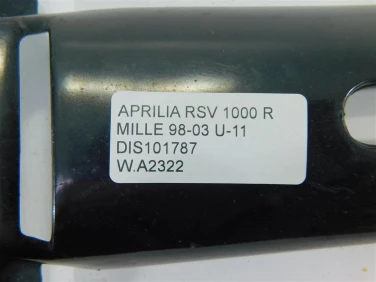 APRILIA RSV 1000 R
MILLE 98-03 U-11
DIS101787
W.A2322